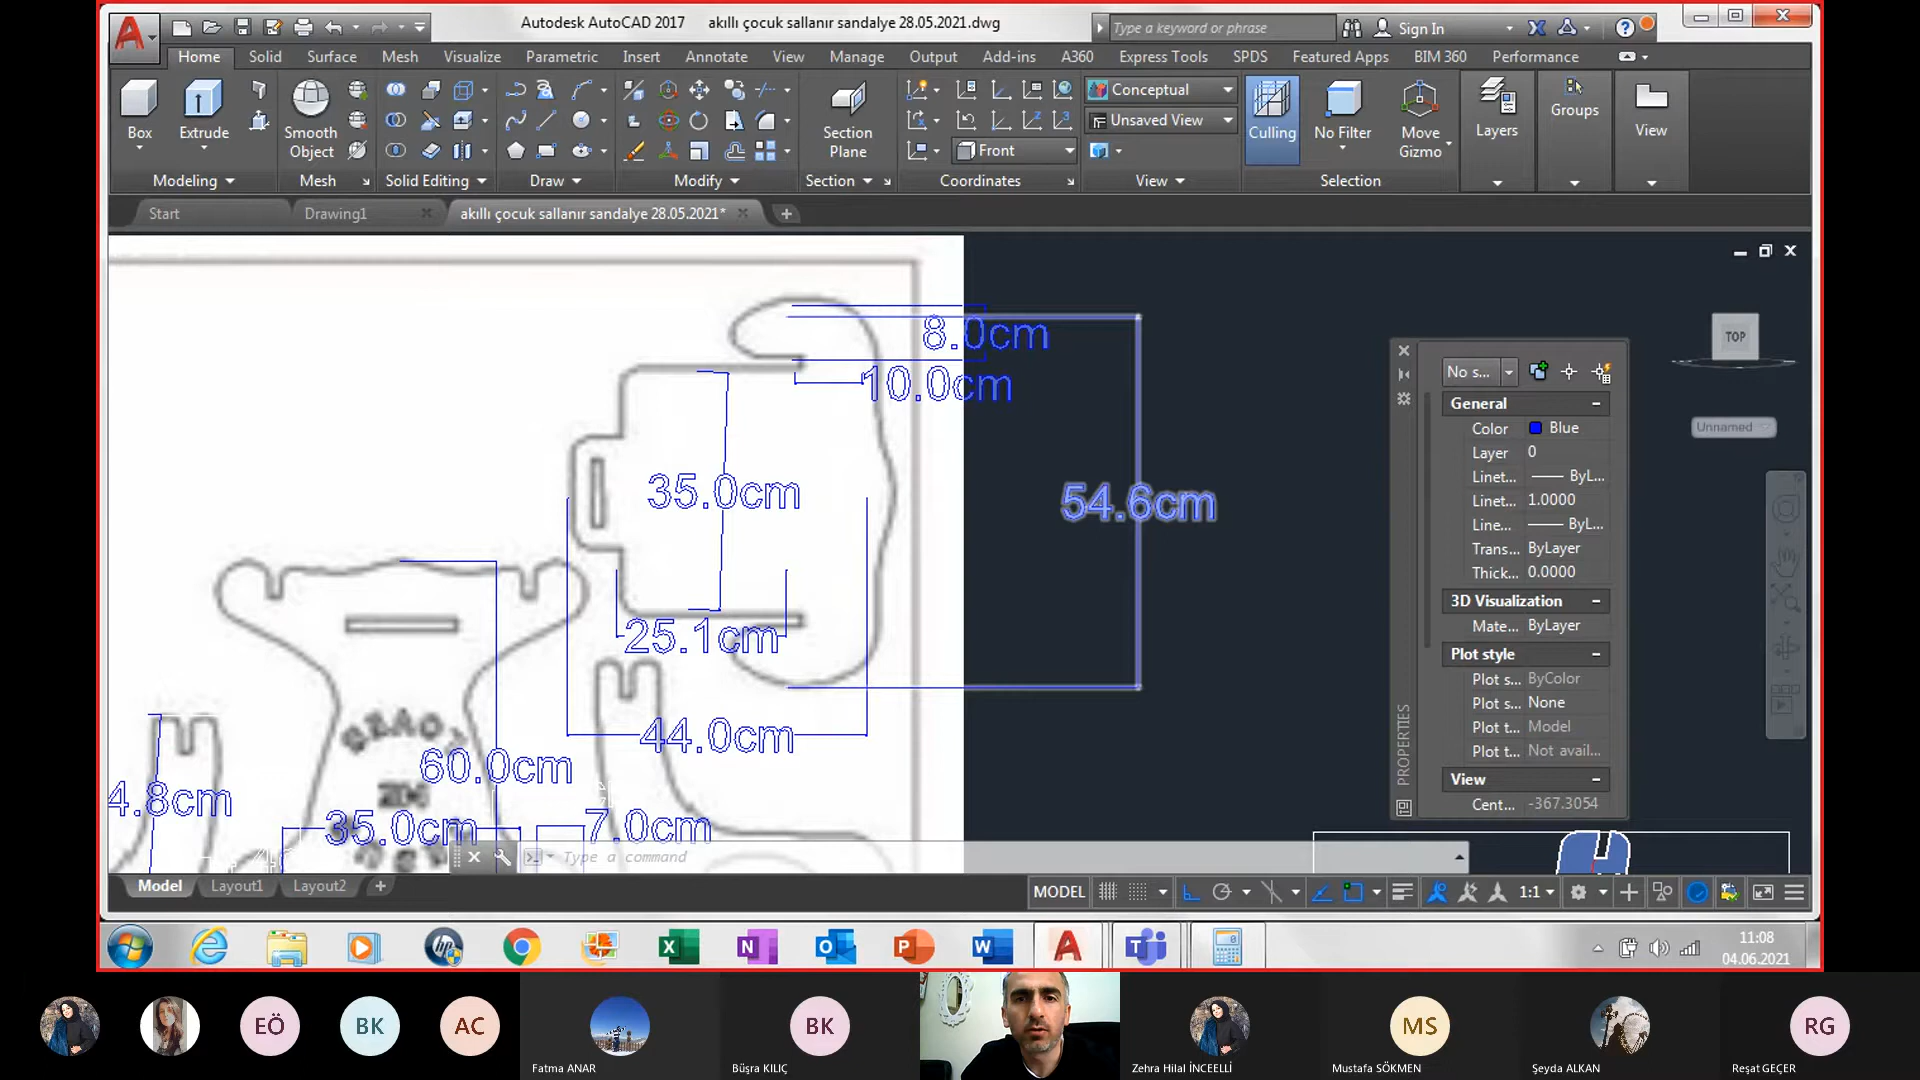 Autodesk AutoCAD 2017 akıllı çocuk sallanır sandalye 28.05.2021.dwg
Type a keyword or phrase
Sign In
Home Solid Surface Mesh Visualize Parametric Annotate Insert View Manage Output Add-ins A360 Express Tools SPDS Featured Apps BIM 360 Performance
Box
Extrude
Smooth Object
Section Plane
Conceptual
Unsaved View
Front
Culling
No Filter
Move Gizmo
Layers
Groups
View
Modeling
Mesh
Solid Editing
Draw
Modify
Section
Coordinates
View
Selection
Start
Drawing1
akıllı çocuk sallanır sandalye 28.05.2021*
8.0cm
10.0cm
35.0cm
54.6cm
25.1cm
44.0cm
60.0cm
4.8cm
35.0cm
7.0cm
TOP
Unnamed
No s...
General
Color Blue
Layer 0
Linet... ByL...
Linet... 1.0000
Line... ByL...
Trans... ByLayer
Thick... 0.0000
3D Visualization
Mate... ByLayer
Plot style
Plot s... ByColor
Plot s... None
Plot t... Model
Plot t... Not avail...
View
Cent... -367.3054
PROPERTIES
Type a command
Model Layout1 Layout2
MODEL
1:1
11:08
04.06.2021
EÖ
BK
AC
BK
MS
RG
Fatma ANAR
Büşra KILIÇ
Zehra Hilal İNCEELLİ
Mustafa SÖKMEN
Şeyda ALKAN
Reşat GEÇER